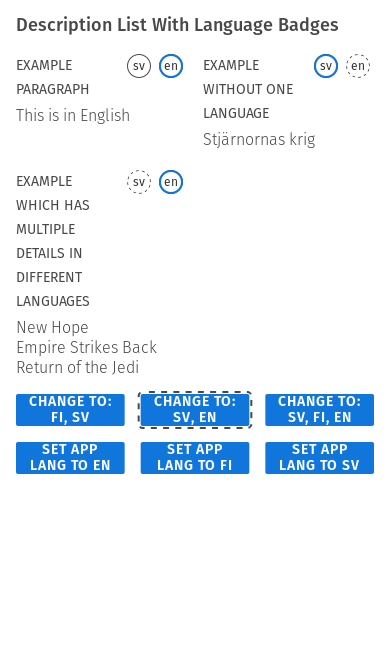 Description List With Language Badges
EXAMPLE PARAGRAPH
sv
en
This is in English
EXAMPLE WITHOUT ONE LANGUAGE
sv
en
Stjärnornas krig
EXAMPLE WHICH HAS MULTIPLE DETAILS IN DIFFERENT LANGUAGES
sv
en
New Hope
Empire Strikes Back
Return of the Jedi
CHANGE TO: FI, SV
CHANGE TO: SV, EN
CHANGE TO: SV, FI, EN
SET APP LANG TO EN
SET APP LANG TO FI
SET APP LANG TO SV